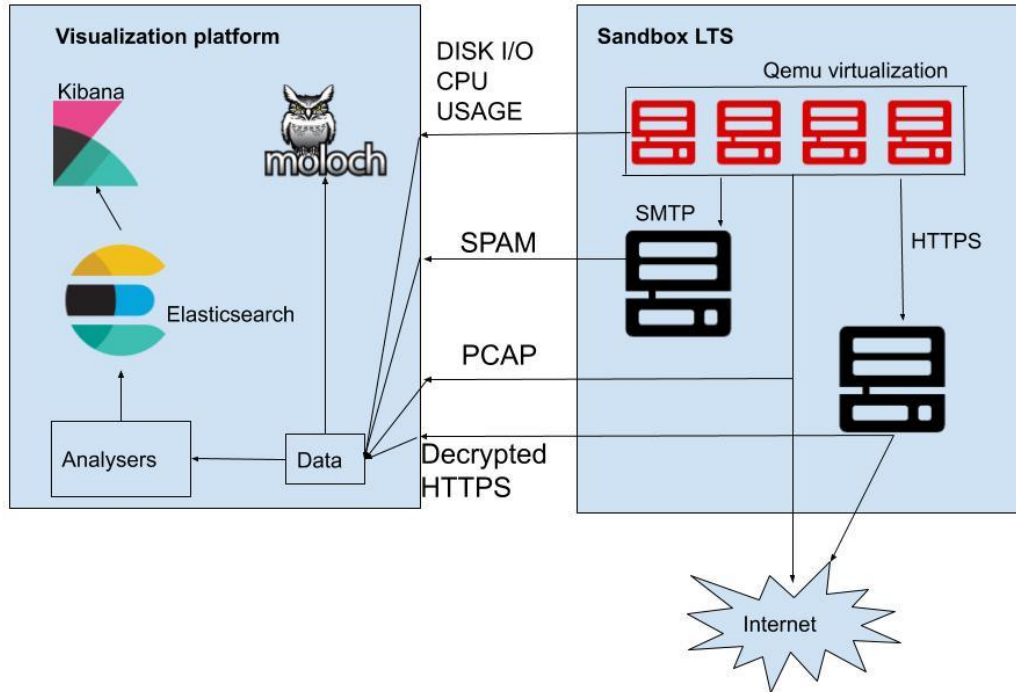 Visualization platform
Kibana
moloch
Elasticsearch
Analysers
Data
DISK I/O
CPU
USAGE
SPAM
PCAP
Decrypted
HTTPS
Sandbox LTS
Qemu virtualization
SMTP
HTTPS
Internet